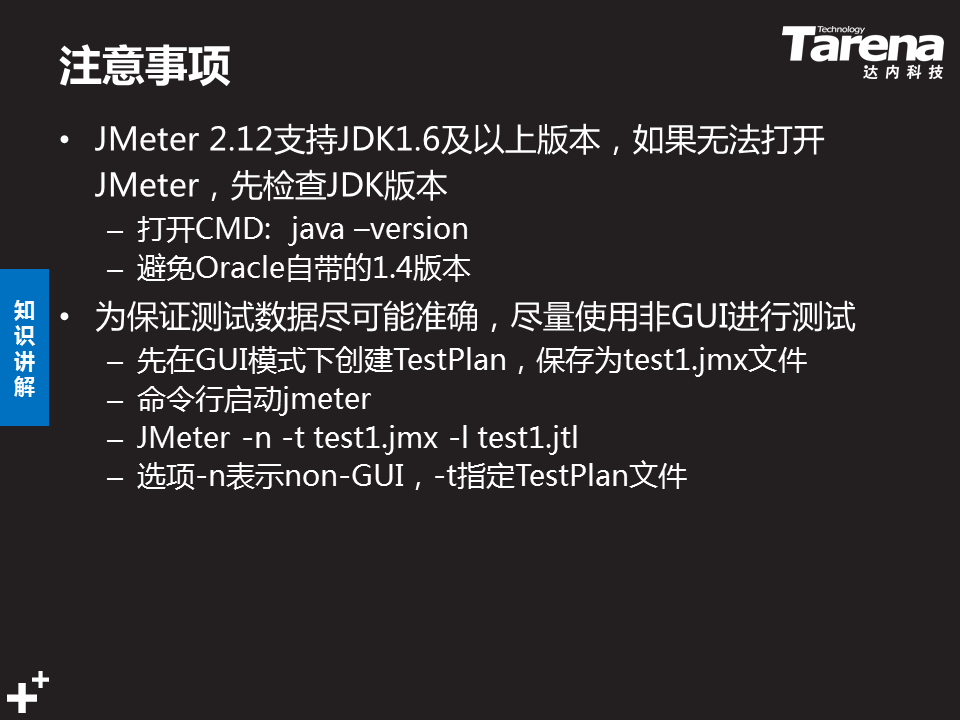 注意事项
Technology
Tarena
达内科技
• JMeter 2.12支持JDK1.6及以上版本，如果无法打开
JMeter，先检查JDK版本
– 打开CMD: java –version
– 避免Oracle自带的1.4版本
知识讲解
• 为保证测试数据尽可能准确，尽量使用非GUI进行测试
– 先在GUI模式下创建TestPlan，保存为test1.jmx文件
– 命令行启动jmeter
– JMeter -n -t test1.jmx -l test1.jtl
– 选项-n表示non-GUI，-t指定TestPlan文件